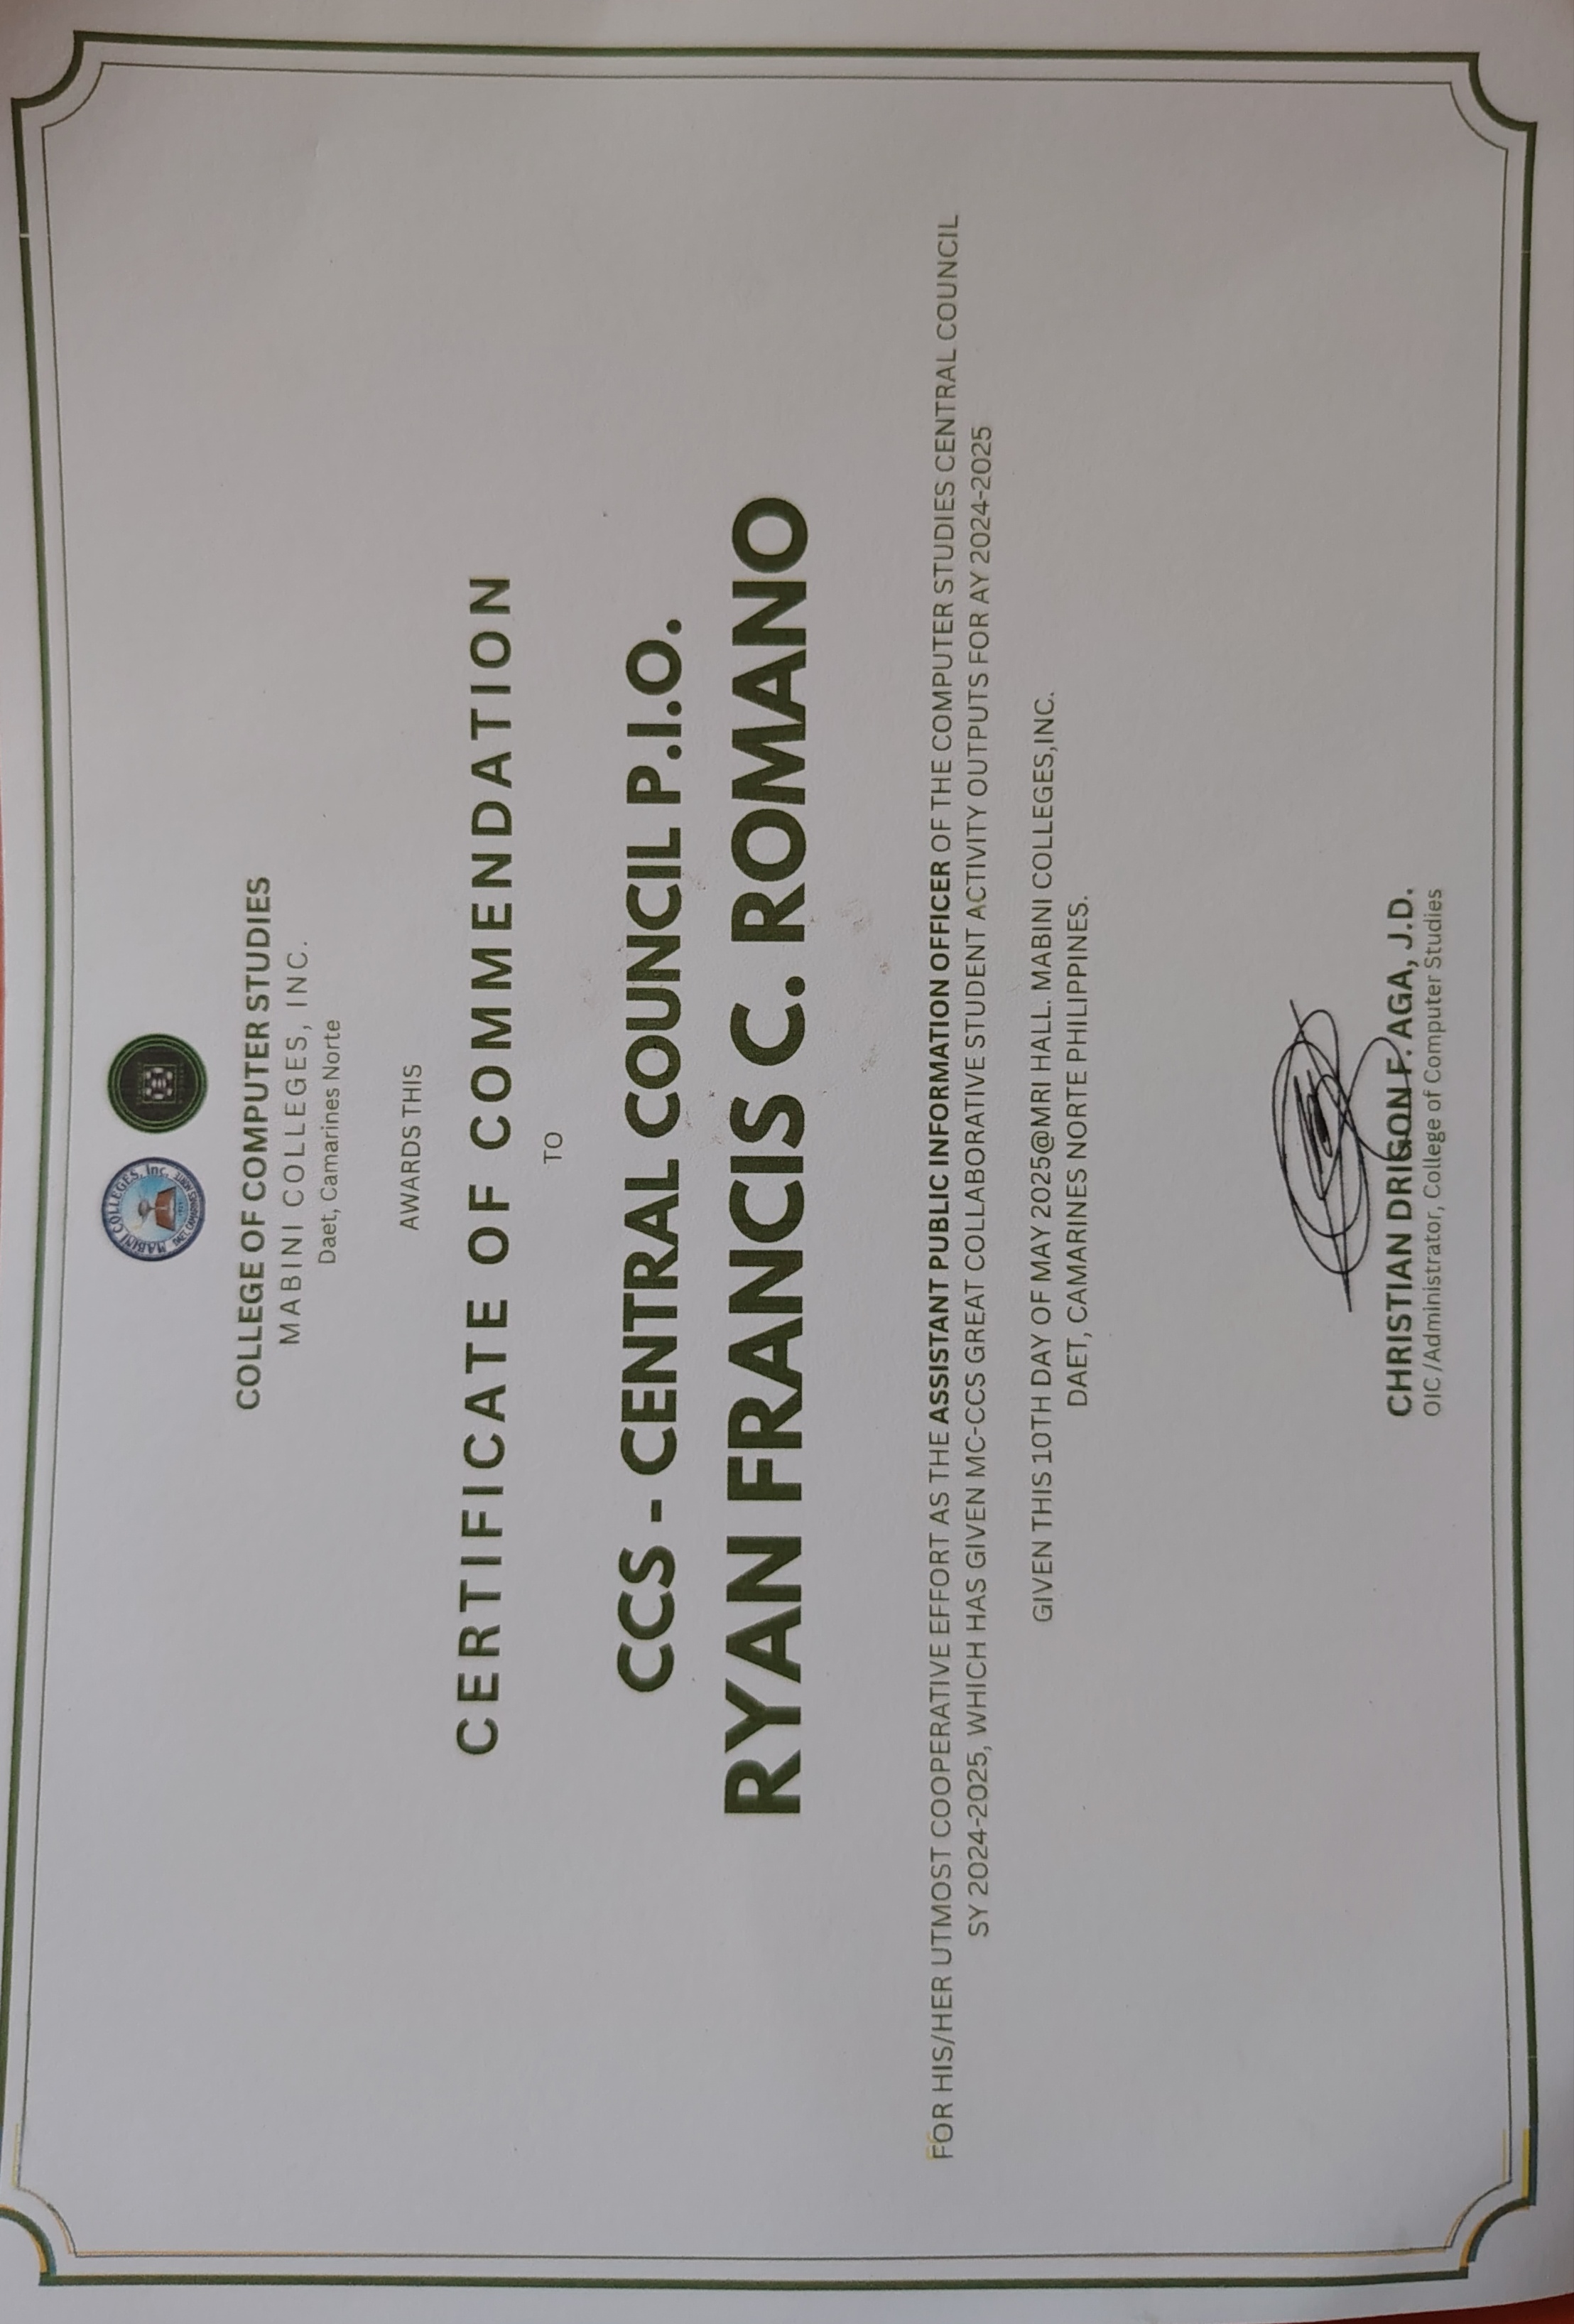 MABINI COLLEGES, Inc.
DAET, CAMARINES NORTE
COLLEGE OF COMPUTER STUDIES
MABINI COLLEGES, INC.
Daet, Camarines Norte
AWARDS THIS
CERTIFICATE OF COMMENDATION
TO
CCS - CENTRAL COUNCIL P.I.O.
RYAN FRANCIS C. ROMANO
FOR HIS/HER UTMOST COOPERATIVE EFFORT AS THE ASSISTANT PUBLIC INFORMATION OFFICER OF THE COMPUTER STUDIES CENTRAL COUNCIL
SY 2024-2025, WHICH HAS GIVEN MC-CCS GREAT COLLABORATIVE STUDENT ACTIVITY OUTPUTS FOR AY 2024-2025
GIVEN THIS 10TH DAY OF MAY 2025@MRI HALL. MABINI COLLEGES,INC.
DAET, CAMARINES NORTE PHILIPPINES.
CHRISTIAN DRIGON F. AGA, J.D.
OIC /Administrator, College of Computer Studies